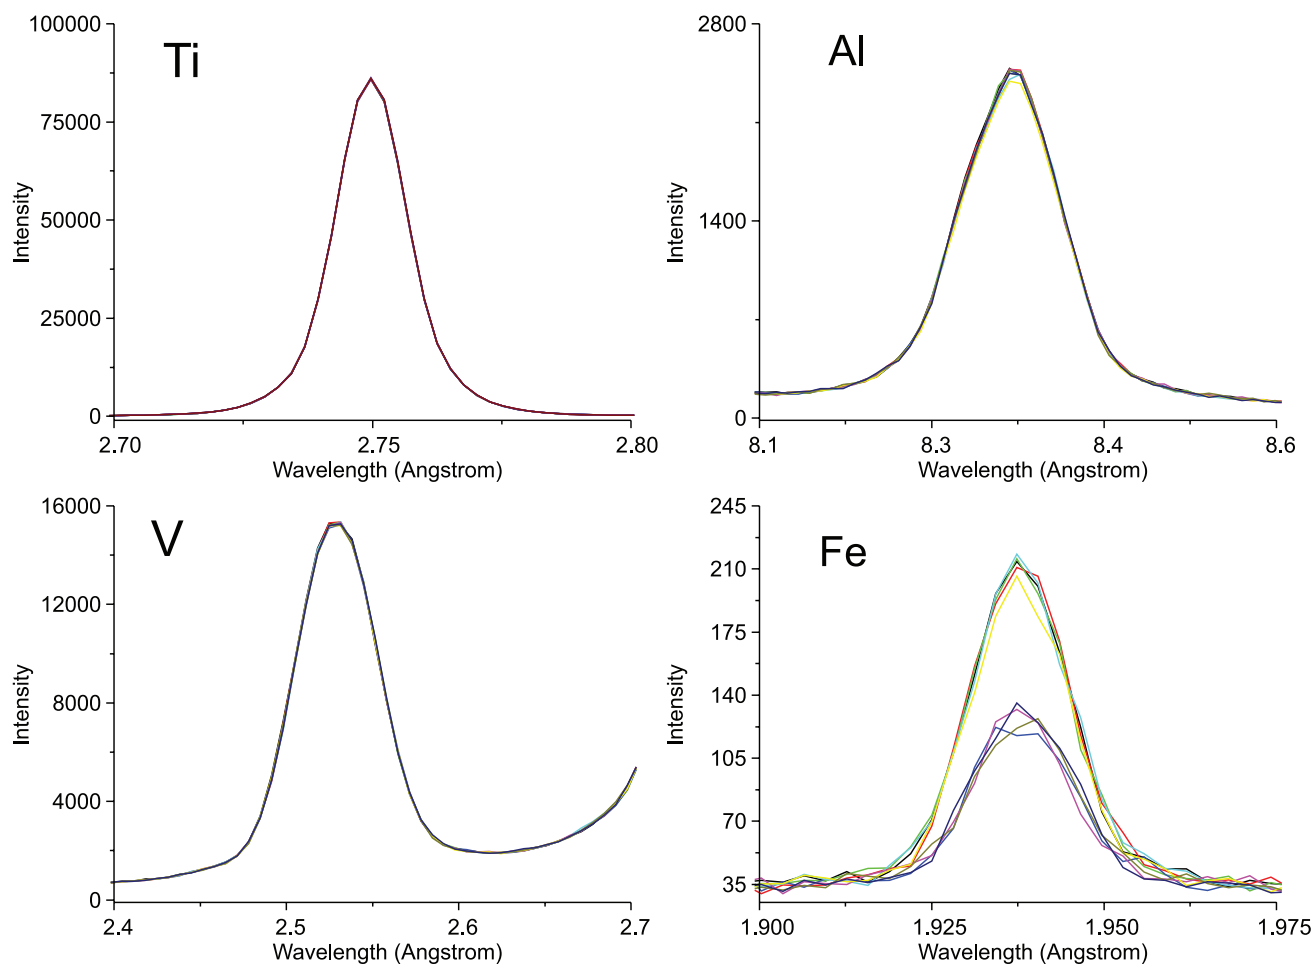 Ti
100000
75000
50000
25000
0
Intensity
2.70 2.75 2.80
Wavelength (Angstrom)
Al
2800
1400
0
Intensity
8.1 8.3 8.4 8.6
Wavelength (Angstrom)
V
16000
12000
8000
4000
0
Intensity
2.4 2.5 2.6 2.7
Wavelength (Angstrom)
Fe
245
210
175
140
105
70
35
Intensity
1.900 1.925 1.950 1.975
Wavelength (Angstrom)